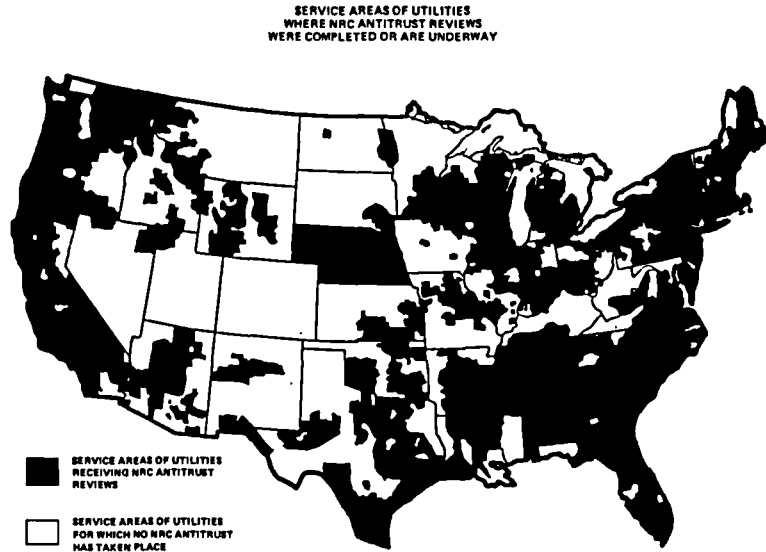 SERVICE AREAS OF UTILITIES
WHERE NRC ANTITRUST REVIEWS
WERE COMPLETED OR ARE UNDERWAY
SERVICE AREAS OF UTILITIES
RECEIVING NRC ANTITRUST
REVIEWS
SERVICE AREAS OF UTILITIES
FOR WHICH NO NRC ANTITRUST
HAS TAKEN PLACE